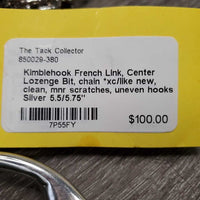 The Tack Collector
850029-380
Kimblehook French Link, Center
Lozenge Bit, chain *xc/like new,
clean, mnr scratches, uneven hooks
Silver 5.5/5.75"
7P55FY
$100.00